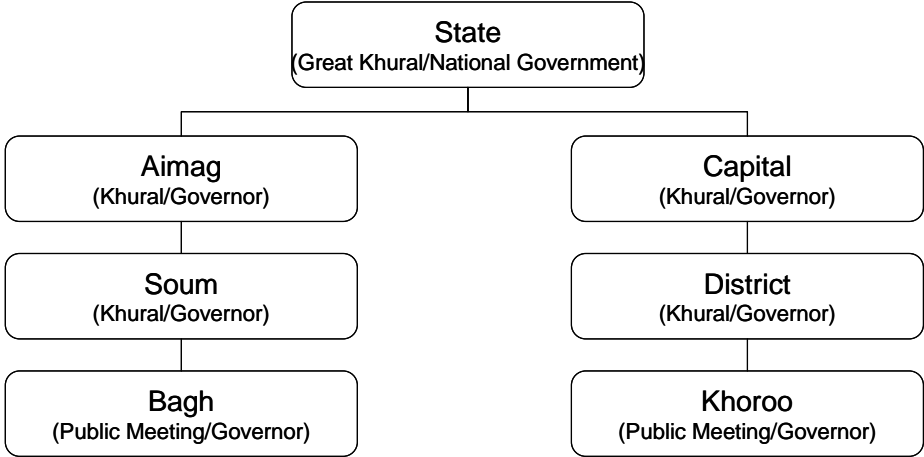 State
(Great Khural/National Government)
Aimag
(Khural/Governor)
Capital
(Khural/Governor)
Soum
(Khural/Governor)
District
(Khural/Governor)
Bagh
(Public Meeting/Governor)
Khoroo
(Public Meeting/Governor)